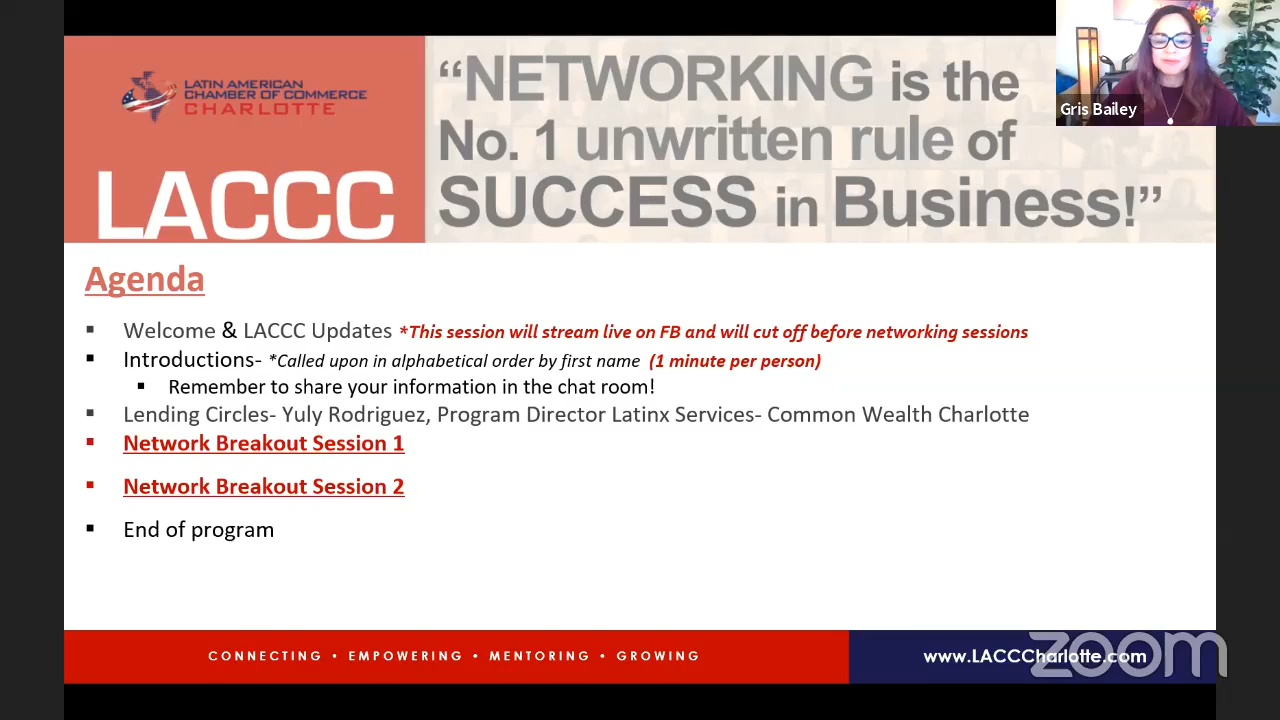 LATIN AMERICAN
CHAMBER OF COMMERCE
CHARLOTTE
LACCC
“NETWORKING is the
No. 1 unwritten rule of
SUCCESS in Business!”
Gris Bailey
Agenda
▪ Welcome & LACCC Updates *This session will stream live on FB and will cut off before networking sessions
▪ Introductions- *Called upon in alphabetical order by first name (1 minute per person)
▪ Remember to share your information in the chat room!
▪ Lending Circles- Yuly Rodriguez, Program Director Latinx Services- Common Wealth Charlotte
▪ Network Breakout Session 1
▪ Network Breakout Session 2
▪ End of program
CONNECTING • EMPOWERING • MENTORING • GROWING
www.LACCCharlotte.com
zoom